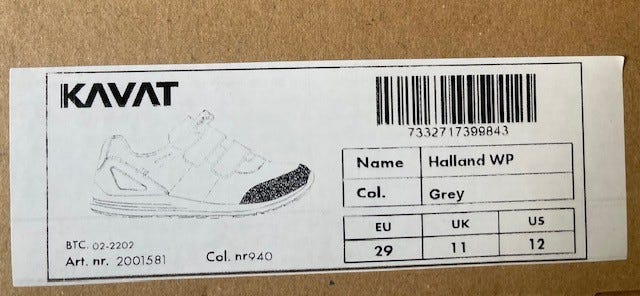 KAVAT
7332717399843
Name Halland WP
Col. Grey
EU UK US
29 11 12
BTC. 02-2202
Art. nr. 2001581 Col. nr940